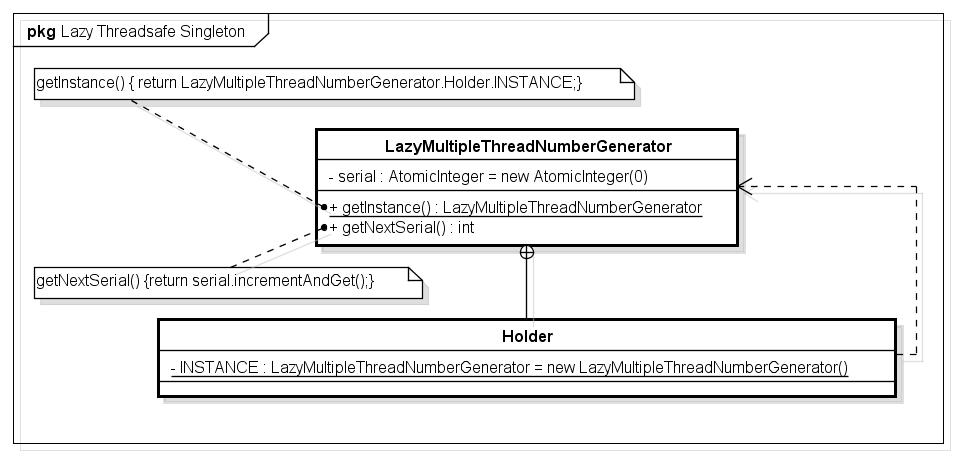 pkg Lazy Threadsafe Singleton
getInstance() { return LazyMultipleThreadNumberGenerator.Holder.INSTANCE;}
LazyMultipleThreadNumberGenerator
- serial : AtomicInteger = new AtomicInteger(0)
+ getInstance() : LazyMultipleThreadNumberGenerator
+ getNextSerial() : int
getNextSerial() {return serial.incrementAndGet();}
Holder
- INSTANCE : LazyMultipleThreadNumberGenerator = new LazyMultipleThreadNumberGenerator()